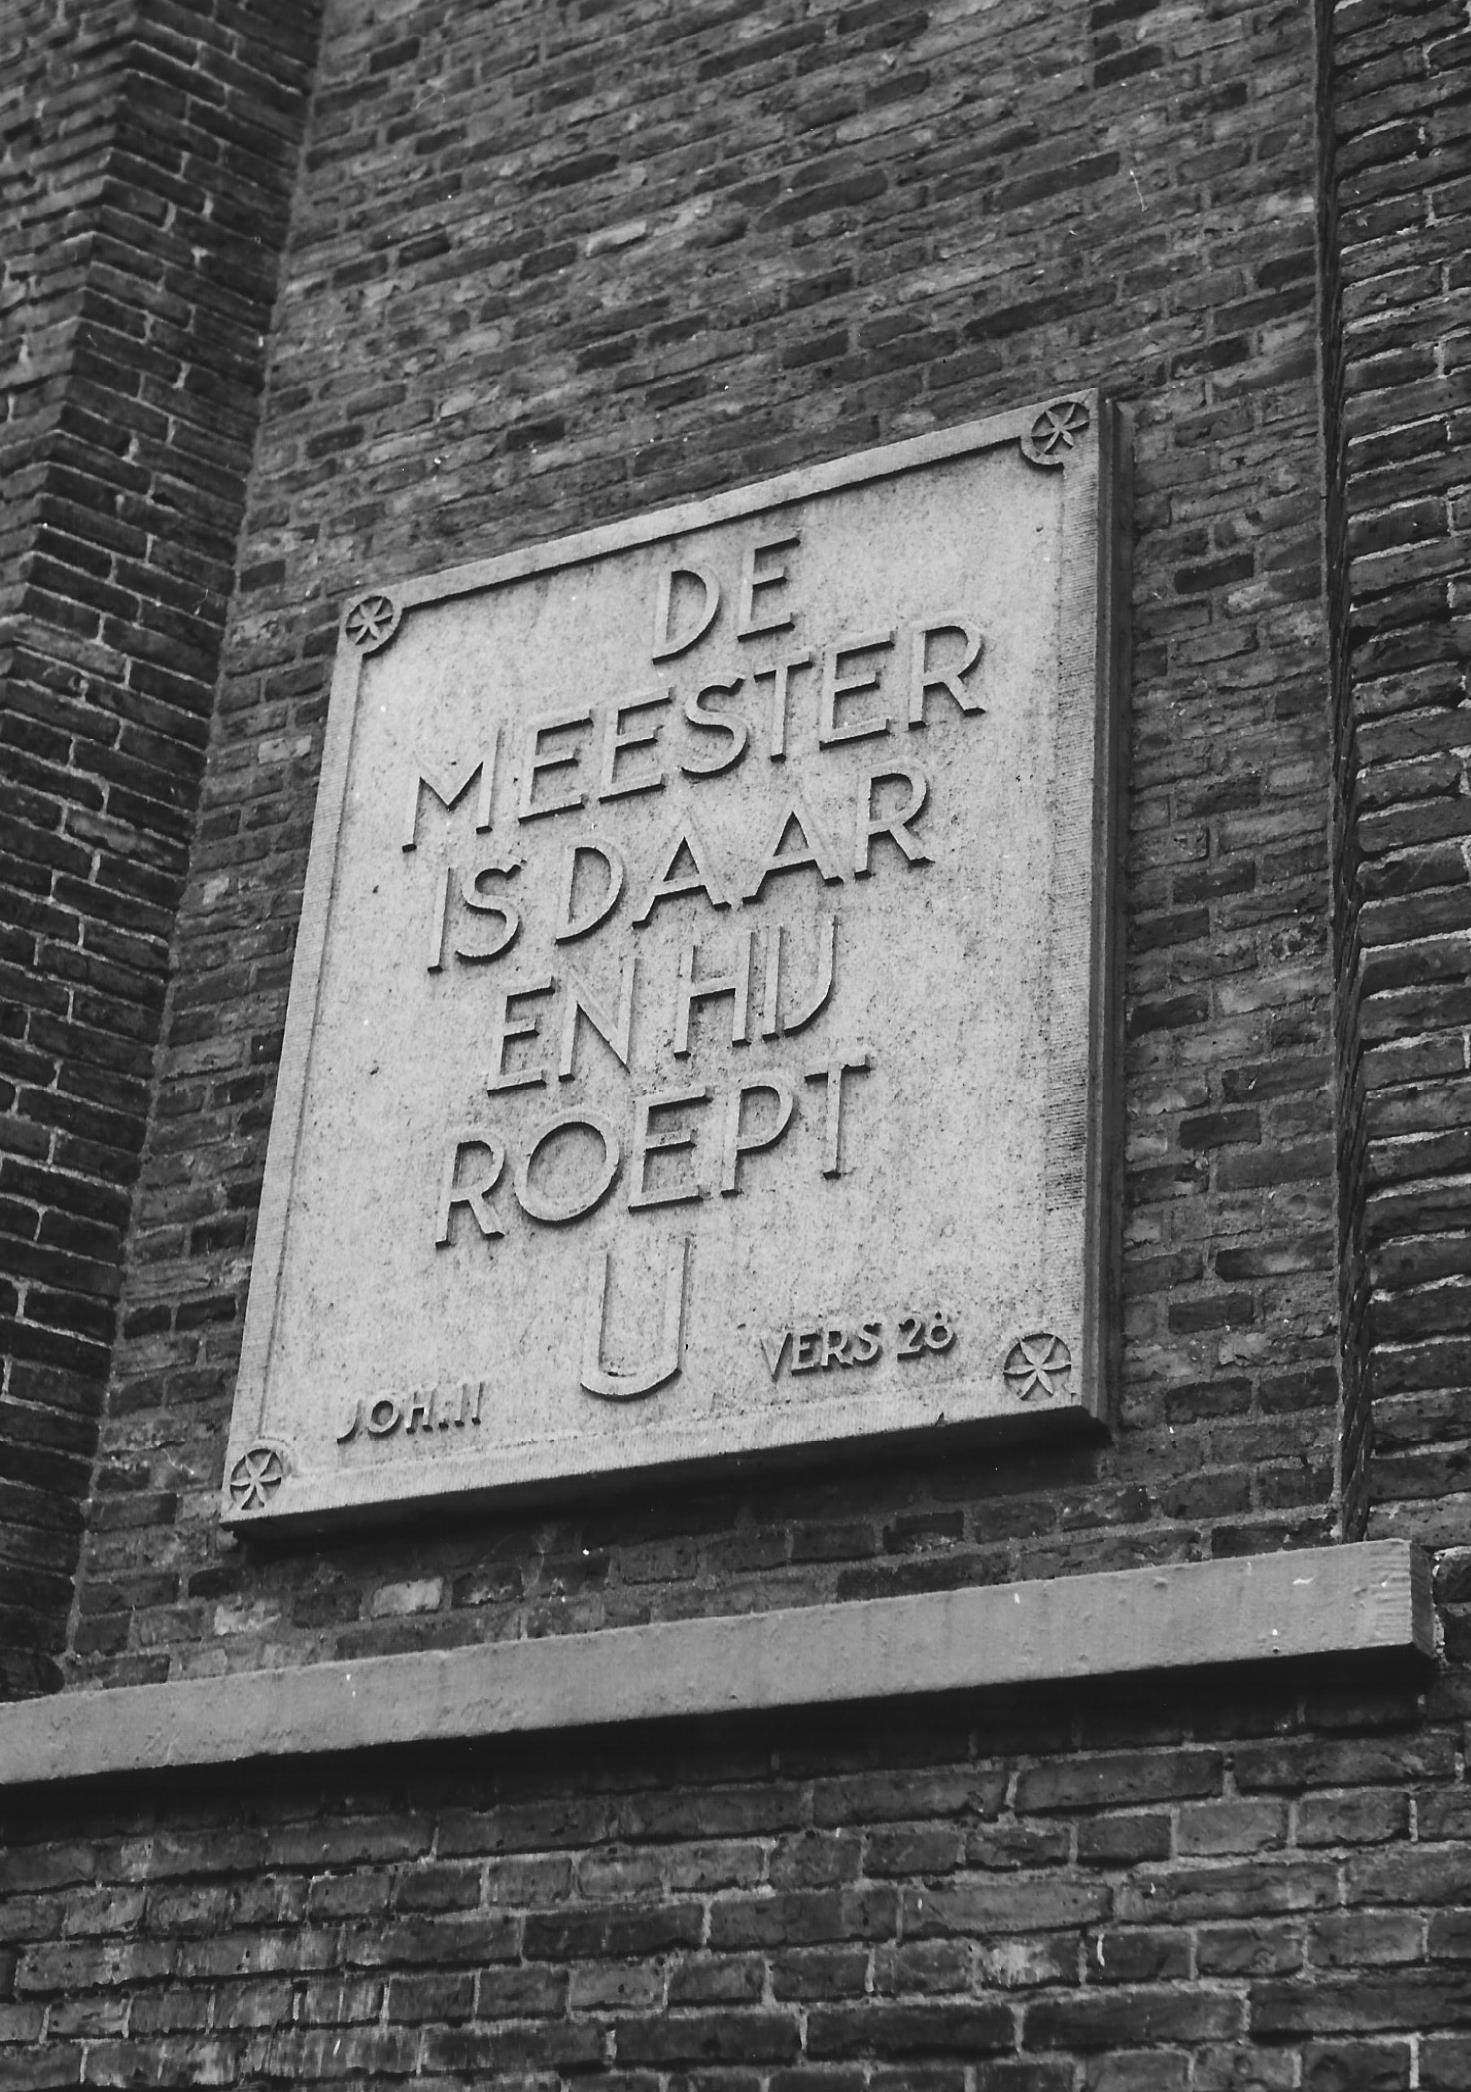 DE
MEESTER
IS DAAR
EN HIJ
ROEPT
U
JOH.11 VERS 28